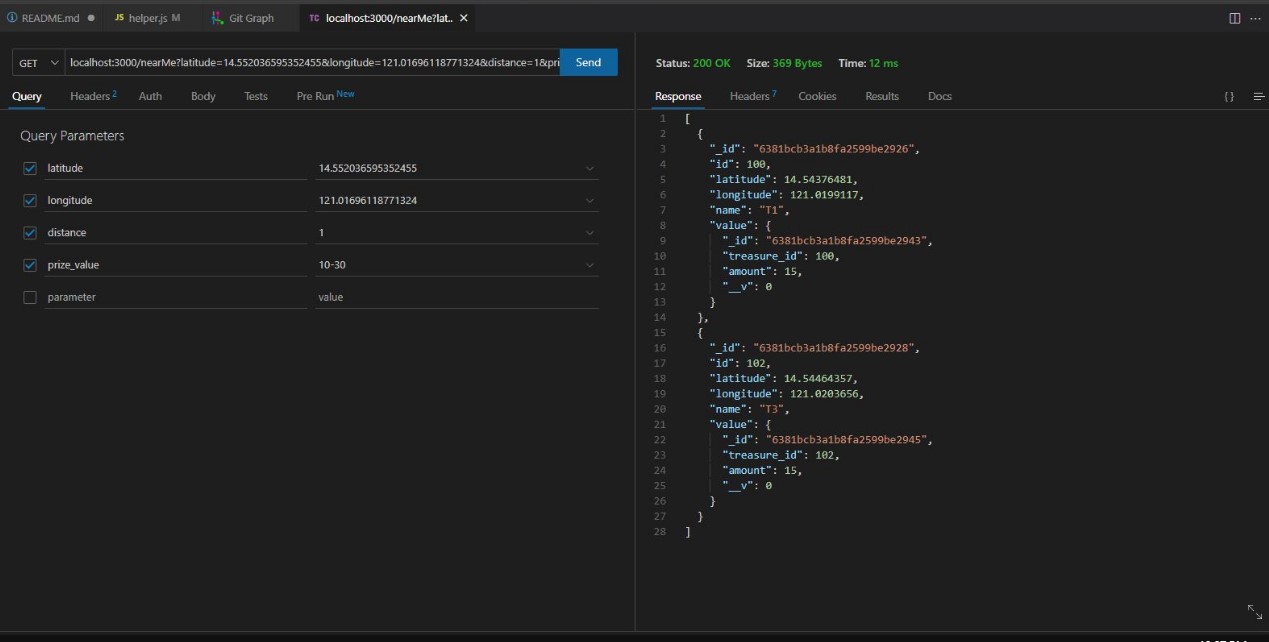 README.md ● JS helper.js M Git Graph TC localhost:3000/nearMe?lat.. ×
GET localhost:3000/nearMe?latitude=14.552036595352455&longitude=121.01696118771324&distance=1&pri Send
Status: 200 OK Size: 369 Bytes Time: 12 ms
Query Headers 2 Auth Body Tests Pre Run New
Response Headers 7 Cookies Results Docs {}
Query Parameters
latitude 14.552036595352455
longitude 121.01696118771324
distance 1
prize_value 10-30
parameter value
1 [
2 {
3 "_id": "6381bcb3a1b8fa2599be2926",
4 "id": 100,
5 "latitude": 14.54376481,
6 "longitude": 121.0199117,
7 "name": "T1",
8 "value": {
9 "_id": "6381bcb3a1b8fa2599be2943",
10 "treasure_id": 100,
11 "amount": 15,
12 "__v": 0
13 }
14 },
15 {
16 "_id": "6381bcb3a1b8fa2599be2928",
17 "id": 102,
18 "latitude": 14.54464357,
19 "longitude": 121.0203656,
20 "name": "T3",
21 "value": {
22 "_id": "6381bcb3a1b8fa2599be2945",
23 "treasure_id": 102,
24 "amount": 15,
25 "__v": 0
26 }
27 }
28 ]